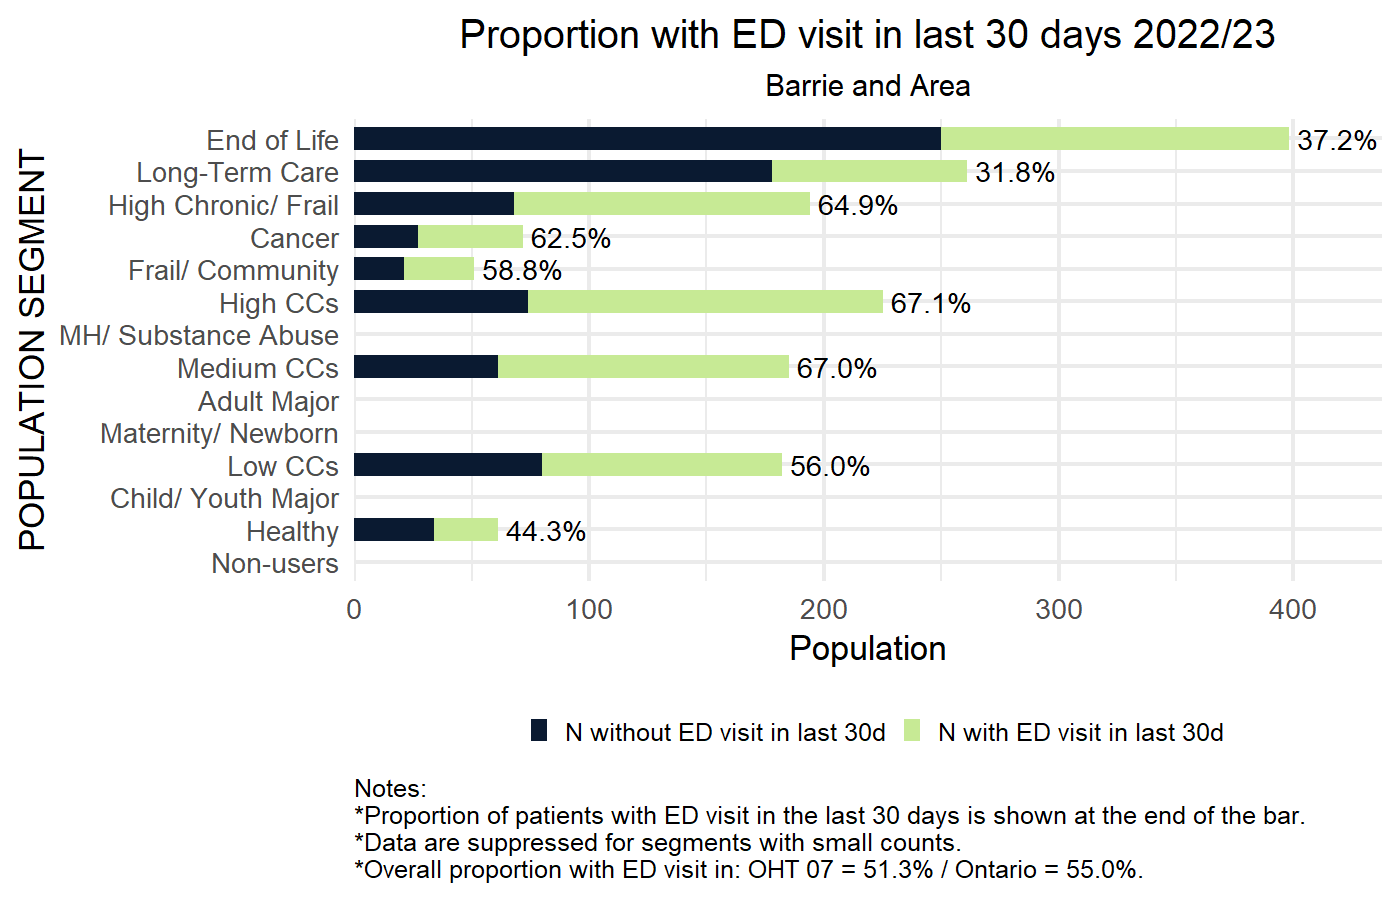 Proportion with ED visit in last 30 days 2022/23
Barrie and Area
POPULATION SEGMENT
End of Life 37.2%
Long-Term Care 31.8%
High Chronic/ Frail 64.9%
Cancer 62.5%
Frail/ Community 58.8%
High CCs 67.1%
MH/ Substance Abuse
Medium CCs 67.0%
Adult Major
Maternity/ Newborn
Low CCs 56.0%
Child/ Youth Major
Healthy 44.3%
Non-users
0 100 200 300 400
Population
N without ED visit in last 30d N with ED visit in last 30d
Notes:
*Proportion of patients with ED visit in the last 30 days is shown at the end of the bar.
*Data are suppressed for segments with small counts.
*Overall proportion with ED visit in: OHT 07 = 51.3% / Ontario = 55.0%.